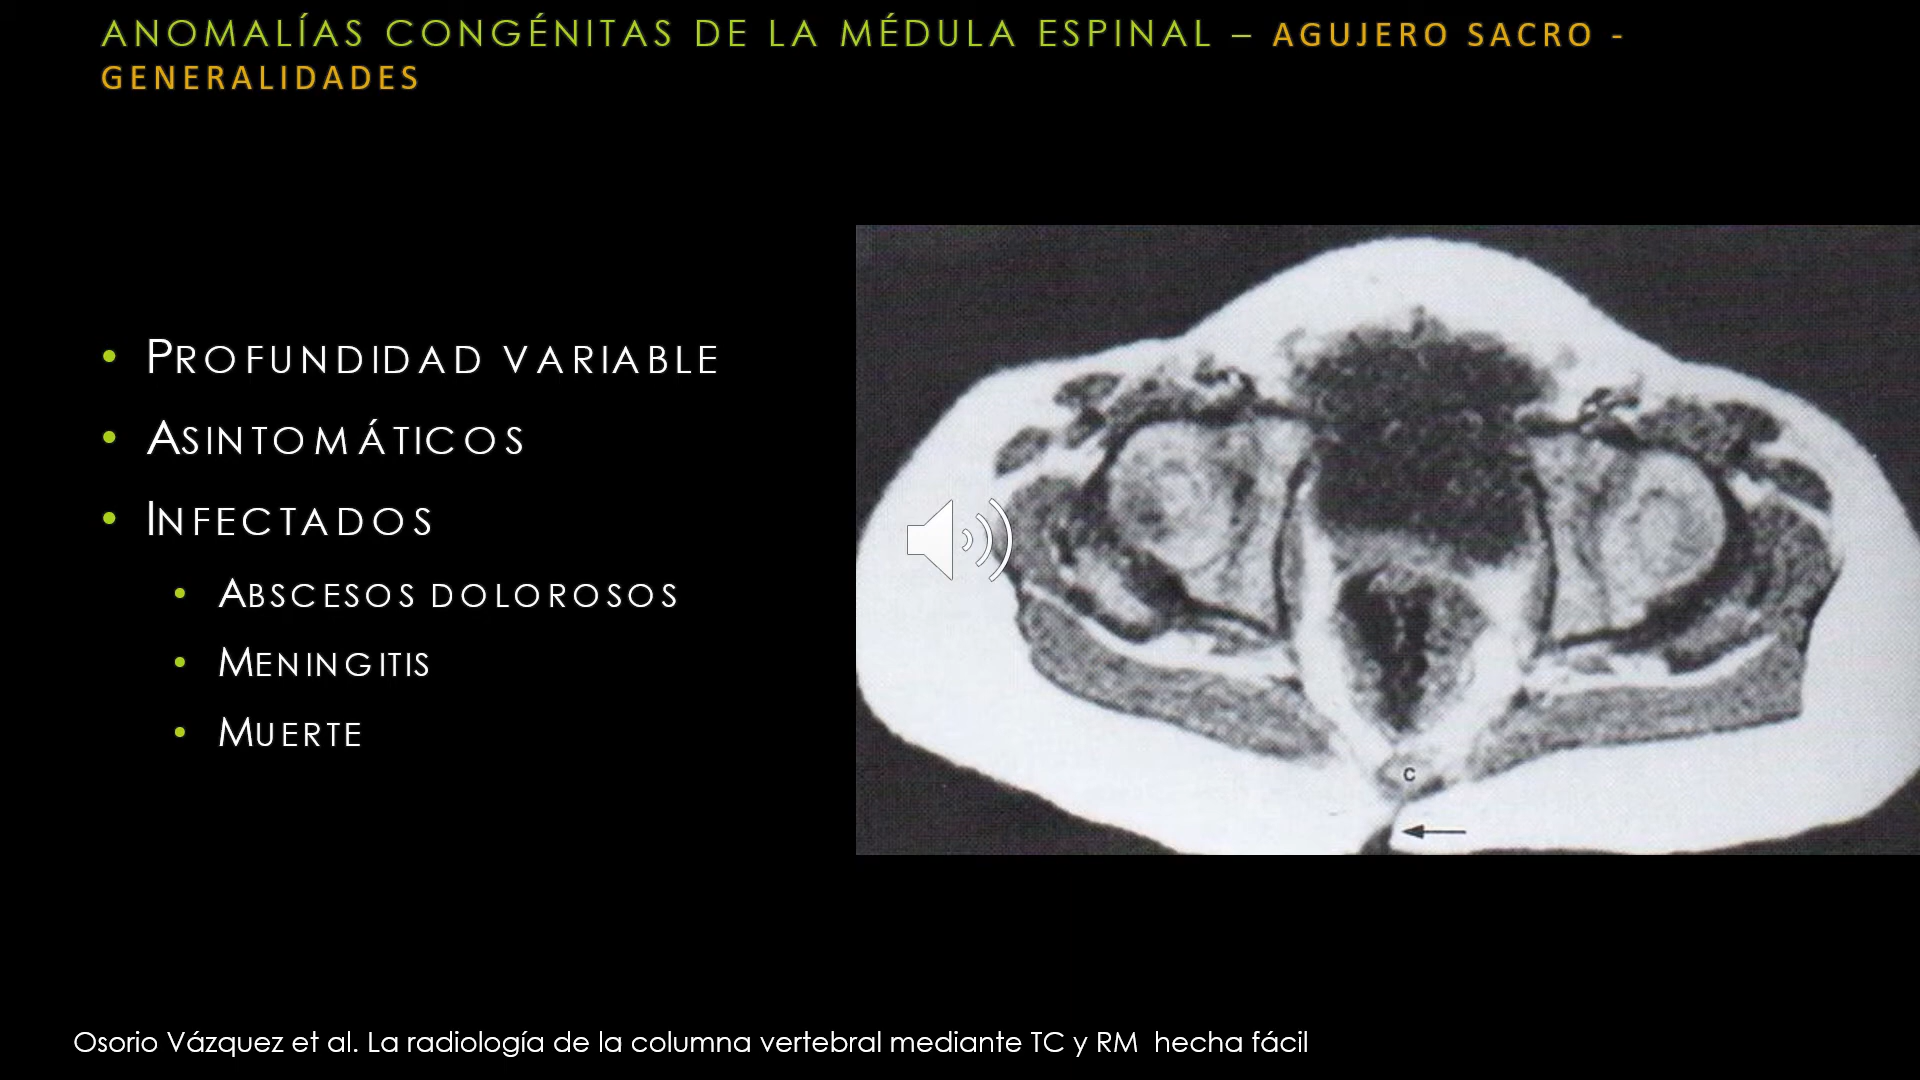 ANOMALÍAS CONGÉNITAS DE LA MÉDULA ESPINAL – AGUJERO SACRO -
GENERALIDADES
• PROFUNDIDAD VARIABLE
• ASINTOMÁTICOS
• INFECTADOS
• ABSCESOS DOLOROSOS
• MENINGITIS
• MUERTE
C
Osorio Vázquez et al. La radiología de la columna vertebral mediante TC y RM hecha fácil